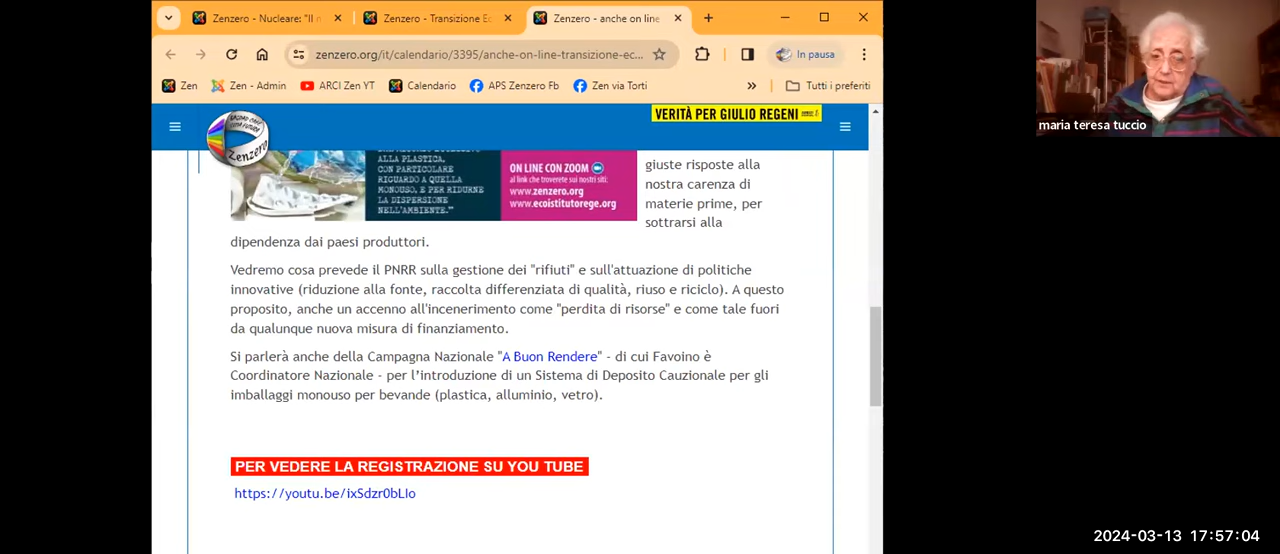 Zenzero - Nucleare: "Il n
Zenzero - Transizione Ec
Zenzero - anche on line
zenzero.org/it/calendario/3395/anche-on-line-transizione-ec...
In pausa
Zen
Zen - Admin
ARCI Zen YT
Calendario
APS Zenzero Fb
Zen via Torti
Tutti i preferiti
maria teresa tuccio
VERITÀ PER GIULIO REGENI
Zenzero
ALLA PLASTICA,
CON PARTICOLARE
RIGUARDO A QUELLA
MONOUSO, E PER RIDURNE
LA DISPERSIONE
NELL'AMBIENTE."
ON LINE CON ZOOM
al link che troverete sui nostri siti:
www.zenzero.org
www.ecoistitutorege.org
giuste risposte alla
nostra carenza di
materie prime, per
sottrarsi alla
dipendenza dai paesi produttori.
Vedremo cosa prevede il PNRR sulla gestione dei "rifiuti" e sull'attuazione di politiche
innovative (riduzione alla fonte, raccolta differenziata di qualità, riuso e riciclo). A questo
proposito, anche un accenno all'incenerimento come "perdita di risorse" e come tale fuori
da qualunque nuova misura di finanziamento.
Si parlerà anche della Campagna Nazionale "A Buon Rendere" - di cui Favoino è
Coordinatore Nazionale - per l’introduzione di un Sistema di Deposito Cauzionale per gli
imballaggi monouso per bevande (plastica, alluminio, vetro).
PER VEDERE LA REGISTRAZIONE SU YOU TUBE
https://youtu.be/ixSdzr0bLIo
2024-03-13 17:57:04